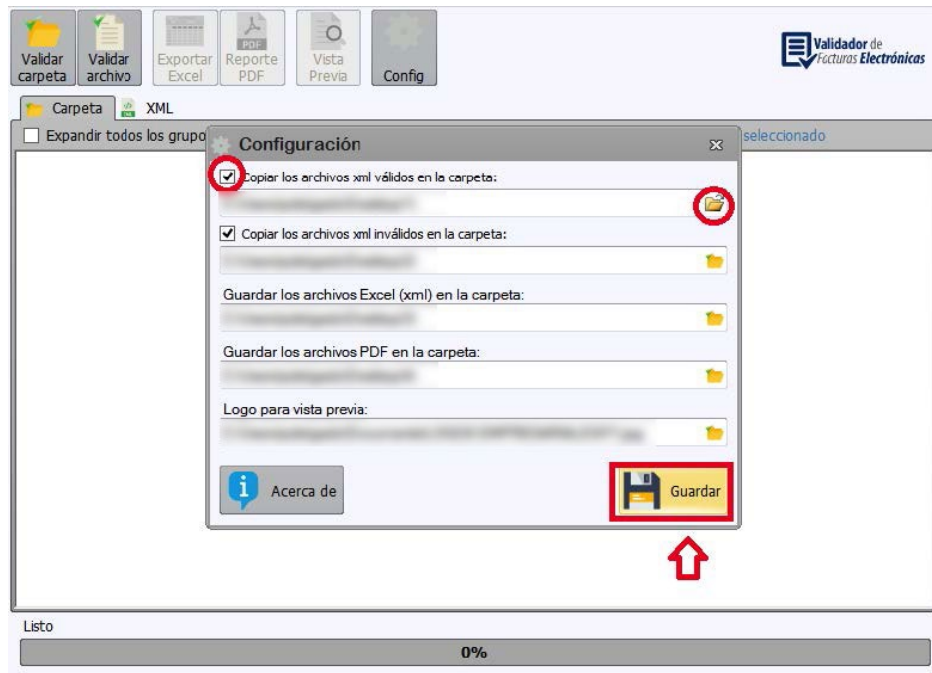 Validar carpeta
Validar archivo
Exportar Excel
Reporte PDF
Vista Previa
Config
Validador de
Facturas Electrónicas
Carpeta
XML
Expandir todos los grupo
seleccionado
Configuración
Copiar los archivos xml válidos en la carpeta:
Copiar los archivos xml inválidos en la carpeta:
Guardar los archivos Excel (xml) en la carpeta:
Guardar los archivos PDF en la carpeta:
Logo para vista previa:
Acerca de
Guardar
Listo
0%